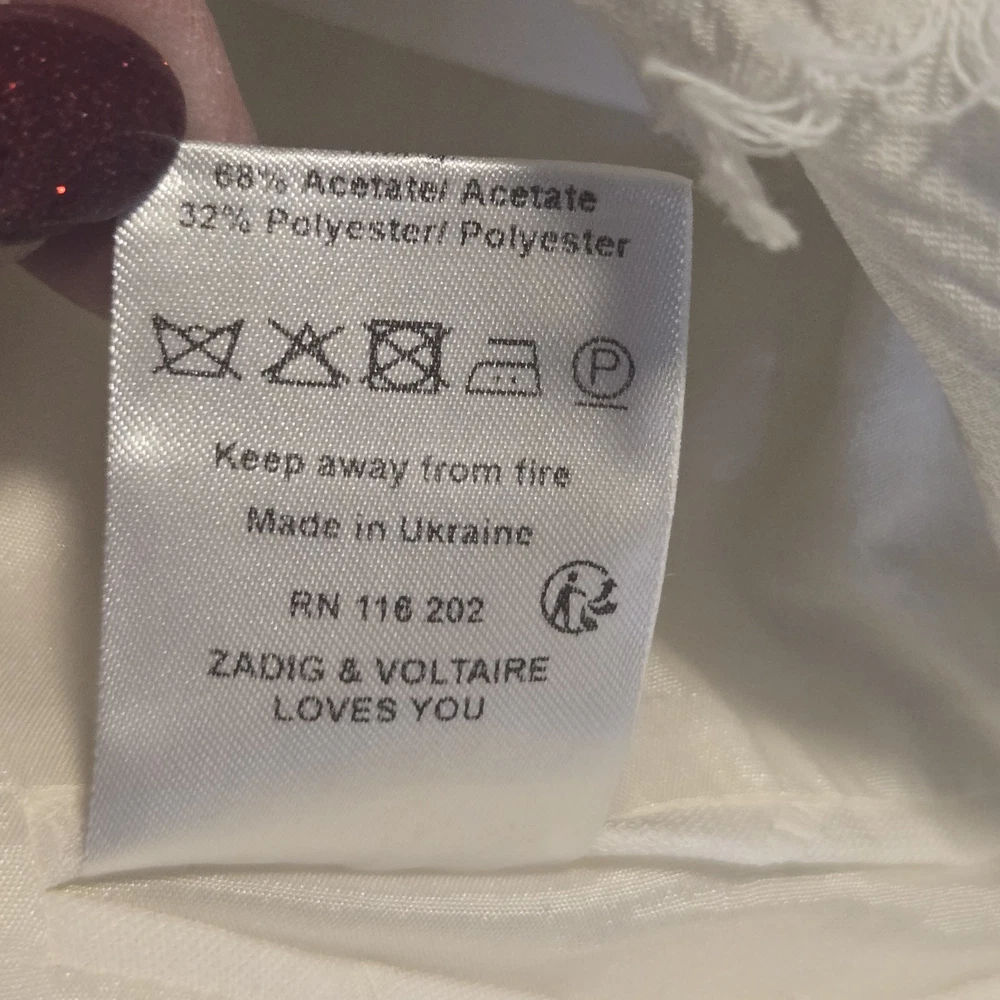 68% Acetate/ Acetate
32% Polyester/ Polyester
P
Keep away from fire
Made in Ukraine
RN 116 202
ZADIG & VOLTAIRE
LOVES YOU